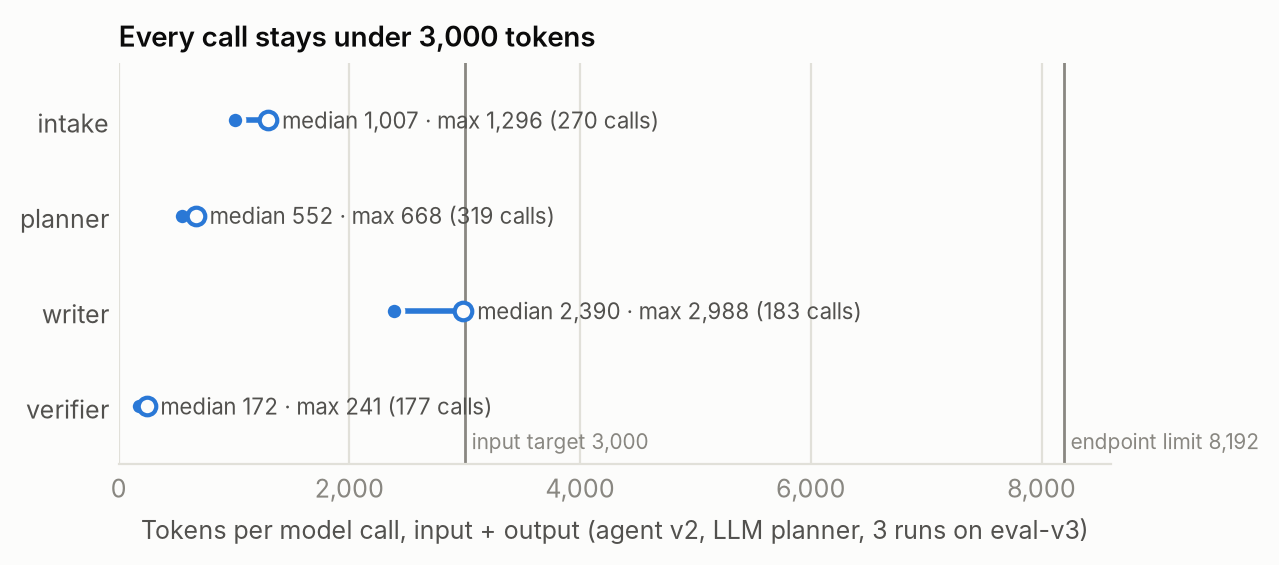 Every call stays under 3,000 tokens
intake
median 1,007 · max 1,296 (270 calls)
planner
median 552 · max 668 (319 calls)
writer
median 2,390 · max 2,988 (183 calls)
verifier
median 172 · max 241 (177 calls)
input target 3,000
endpoint limit 8,192
0 2,000 4,000 6,000 8,000
Tokens per model call, input + output (agent v2, LLM planner, 3 runs on eval-v3)